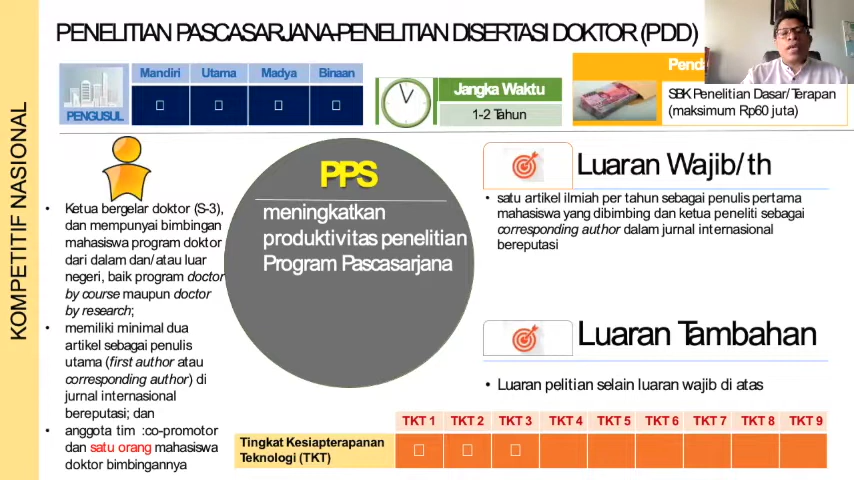 PENELITIAN PASCASARJANA-PENELITIAN DISERTASI DOKTOR (PDD)
KOMPETITIF NASIONAL
PENGUSUL
Mandiri Utama Madya Binaan
Jangka Waktu
1-2 Tahun
SBK Penelitian Dasar/Terapan
(maksimum Rp60 juta)
• Ketua bergelar doktor (S-3),
dan mempunyai bimbingan
mahasiswa program doktor
dari dalam dan/atau luar
negeri, baik program doctor
by course maupun doctor
by research;
• memiliki minimal dua
artikel sebagai penulis
utama (first author atau
corresponding author) di
jurnal internasional
bereputasi; dan
• anggota tim :co-promotor
dan satu orang mahasiswa
doktor bimbingannya
PPS
meningkatkan
produktivitas penelitian
Program Pascasarjana
Luaran Wajib/th
• satu artikel ilmiah per tahun sebagai penulis pertama
mahasiswa yang dibimbing dan ketua peneliti sebagai
corresponding author dalam jurnal internasional
bereputasi
Luaran Tambahan
• Luaran pelitian selain luaran wajib di atas
TKT 1 TKT 2 TKT 3 TKT 4 TKT 5 TKT 6 TKT 7 TKT 8 TKT 9
Tingkat Kesiapterapanan
Teknologi (TKT)